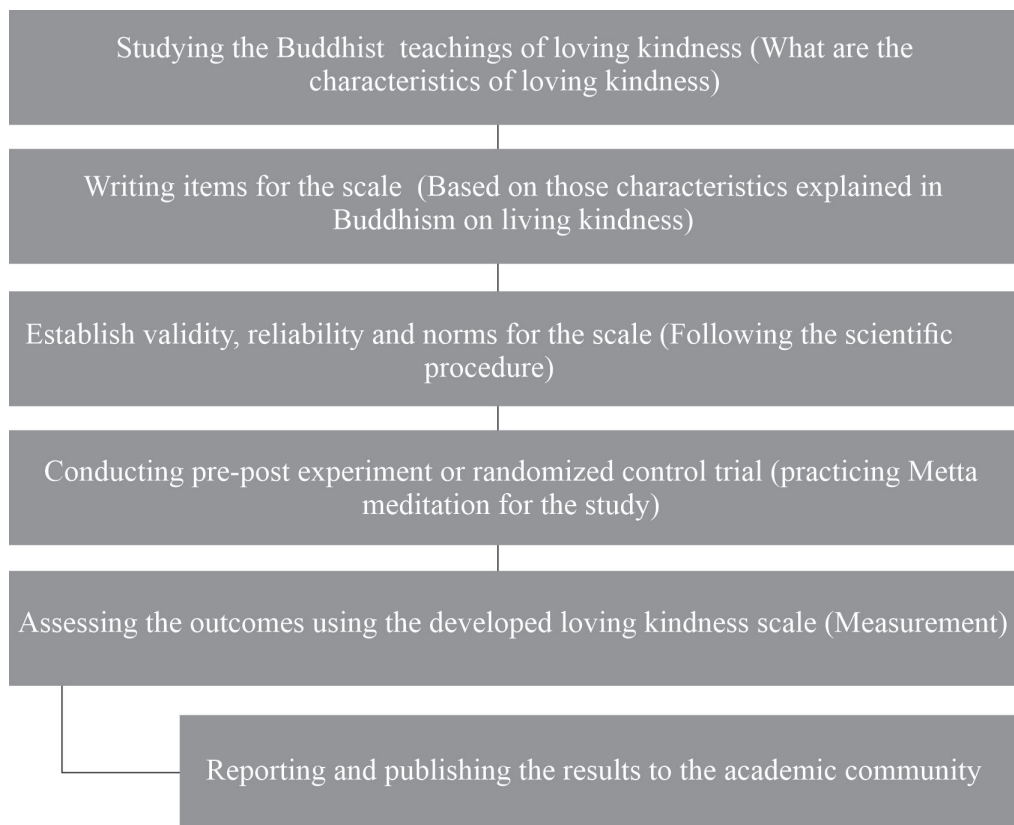 Studying the Buddhist teachings of loving kindness (What are the
characteristics of loving kindness)
Writing items for the scale (Based on those characteristics explained in
Buddhism on living kindness)
Establish validity, reliability and norms for the scale (Following the scientific
procedure)
Conducting pre-post experiment or randomized control trial (practicing Metta
meditation for the study)
Assessing the outcomes using the developed loving kindness scale (Measurement)
Reporting and publishing the results to the academic community